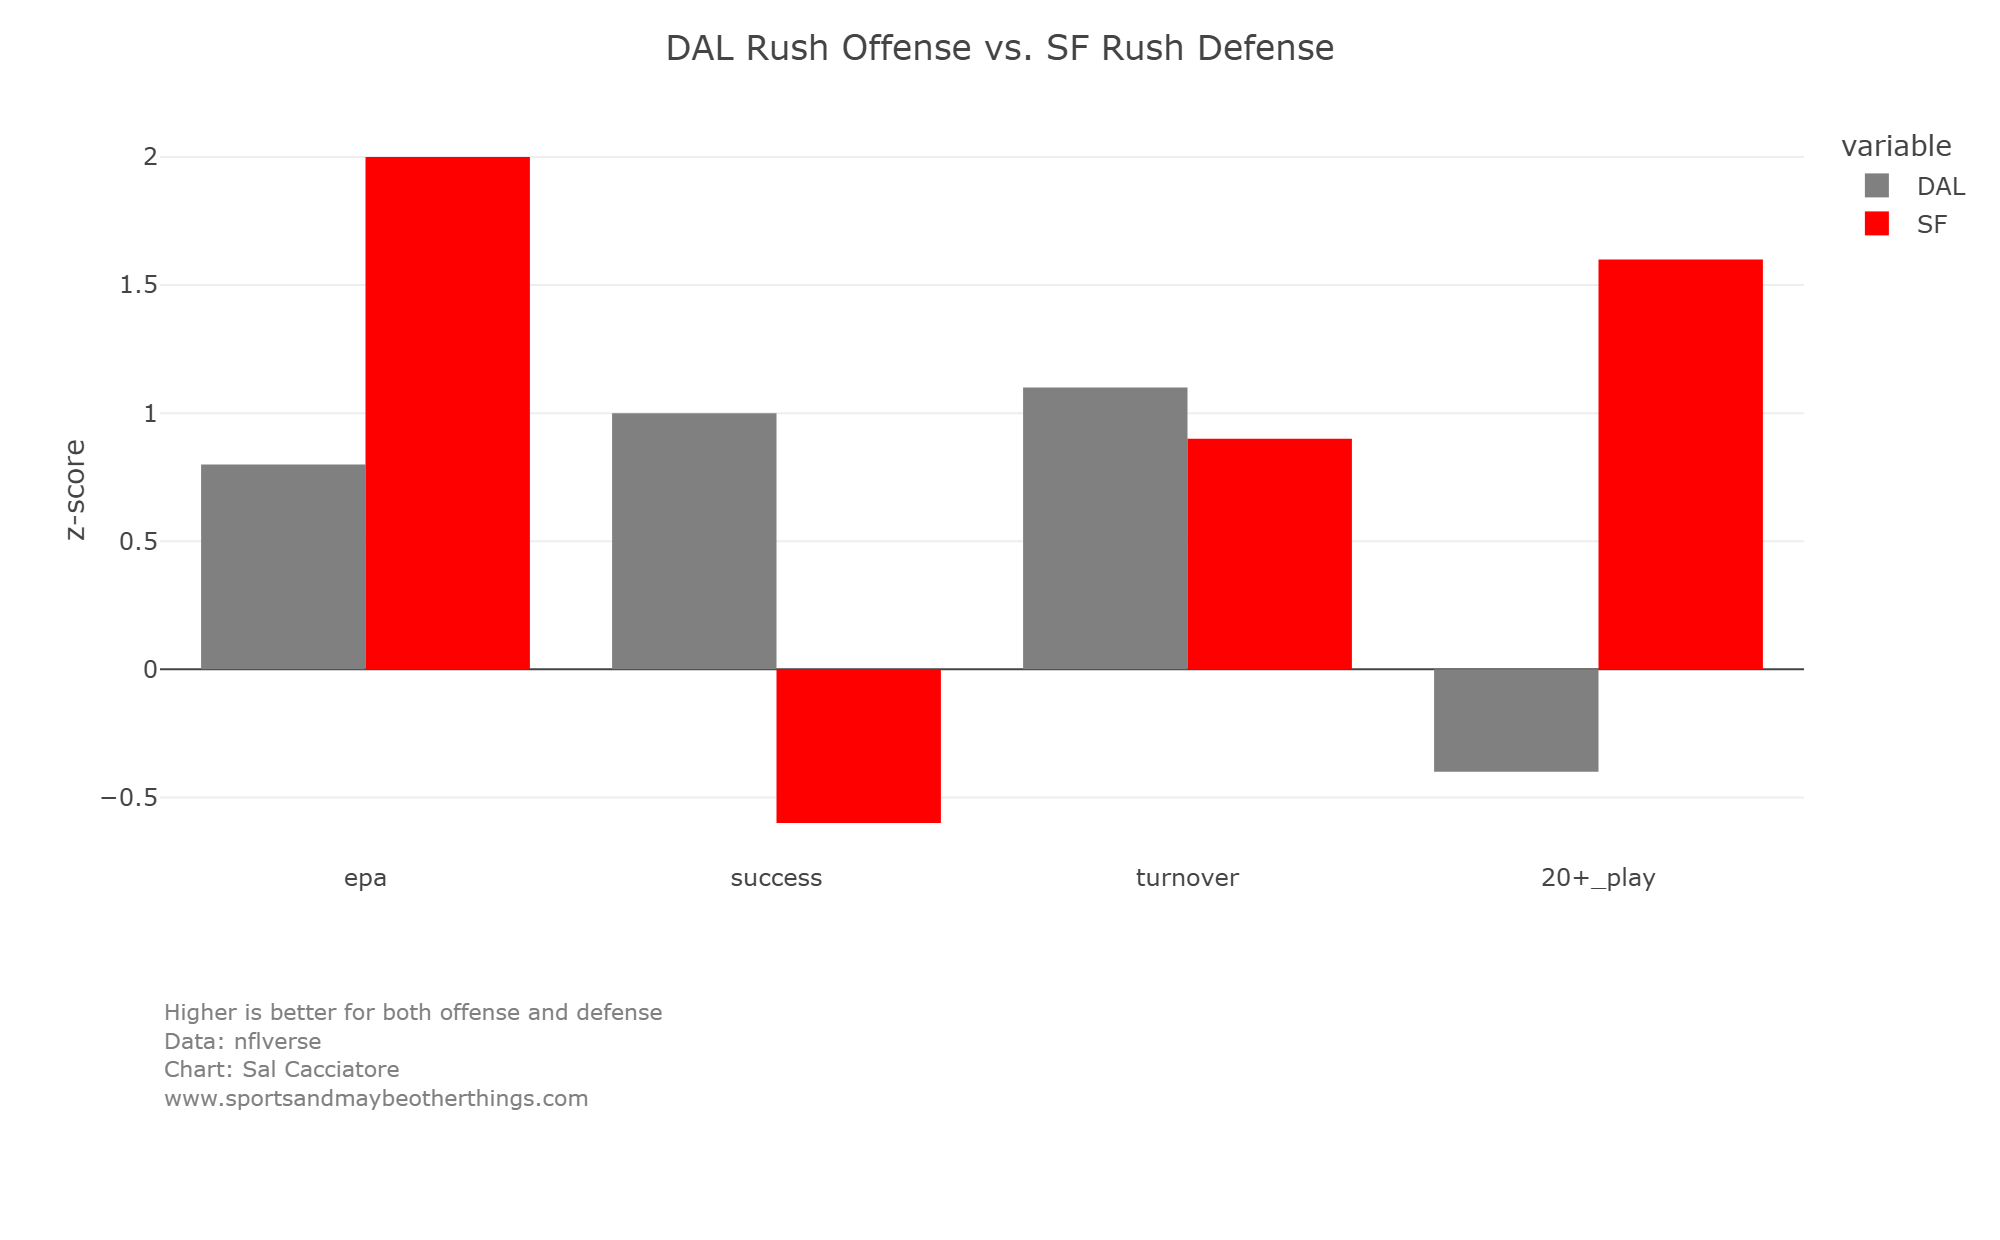 DAL Rush Offense vs. SF Rush Defense
variable
DAL
SF
z-score
2
1.5
1
0.5
0
−0.5
epa
success
turnover
20+_play
Higher is better for both offense and defense
Data: nflverse
Chart: Sal Cacciatore
www.sportsandmaybeotherthings.com